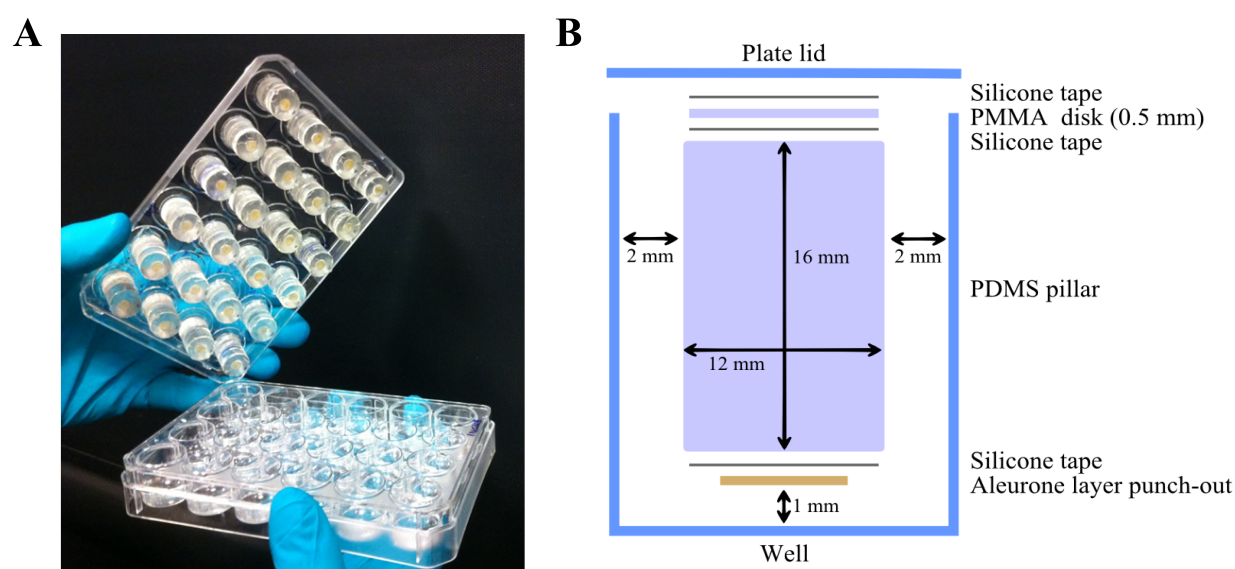 A
B
Plate lid
Silicone tape
PMMA disk (0.5 mm)
Silicone tape
2 mm
16 mm
2 mm
PDMS pillar
12 mm
Silicone tape
Aleurone layer punch-out
1 mm
Well